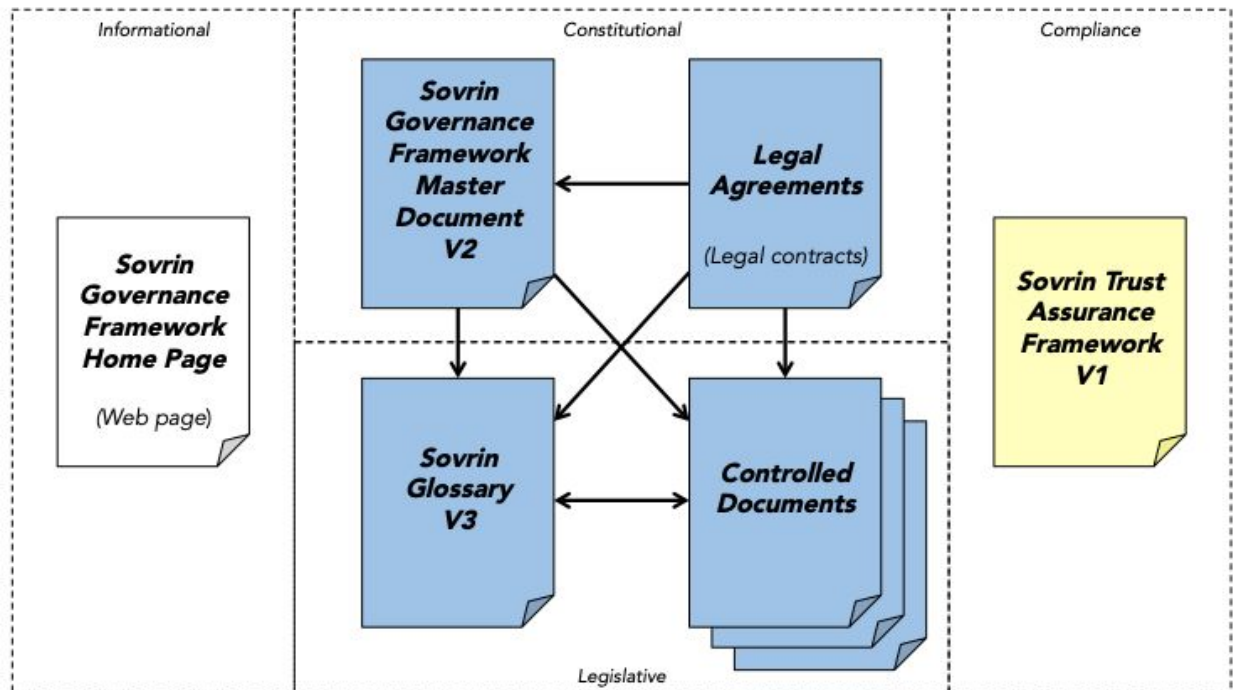 Informational
Constitutional
Compliance
Sovrin
Governance
Framework
Master
Document
V2
Legal
Agreements
(Legal contracts)
Sovrin
Governance
Framework
Home Page
(Web page)
Sovrin Trust
Assurance
Framework
V1
Sovrin
Glossary
V3
Controlled
Documents
Legislative